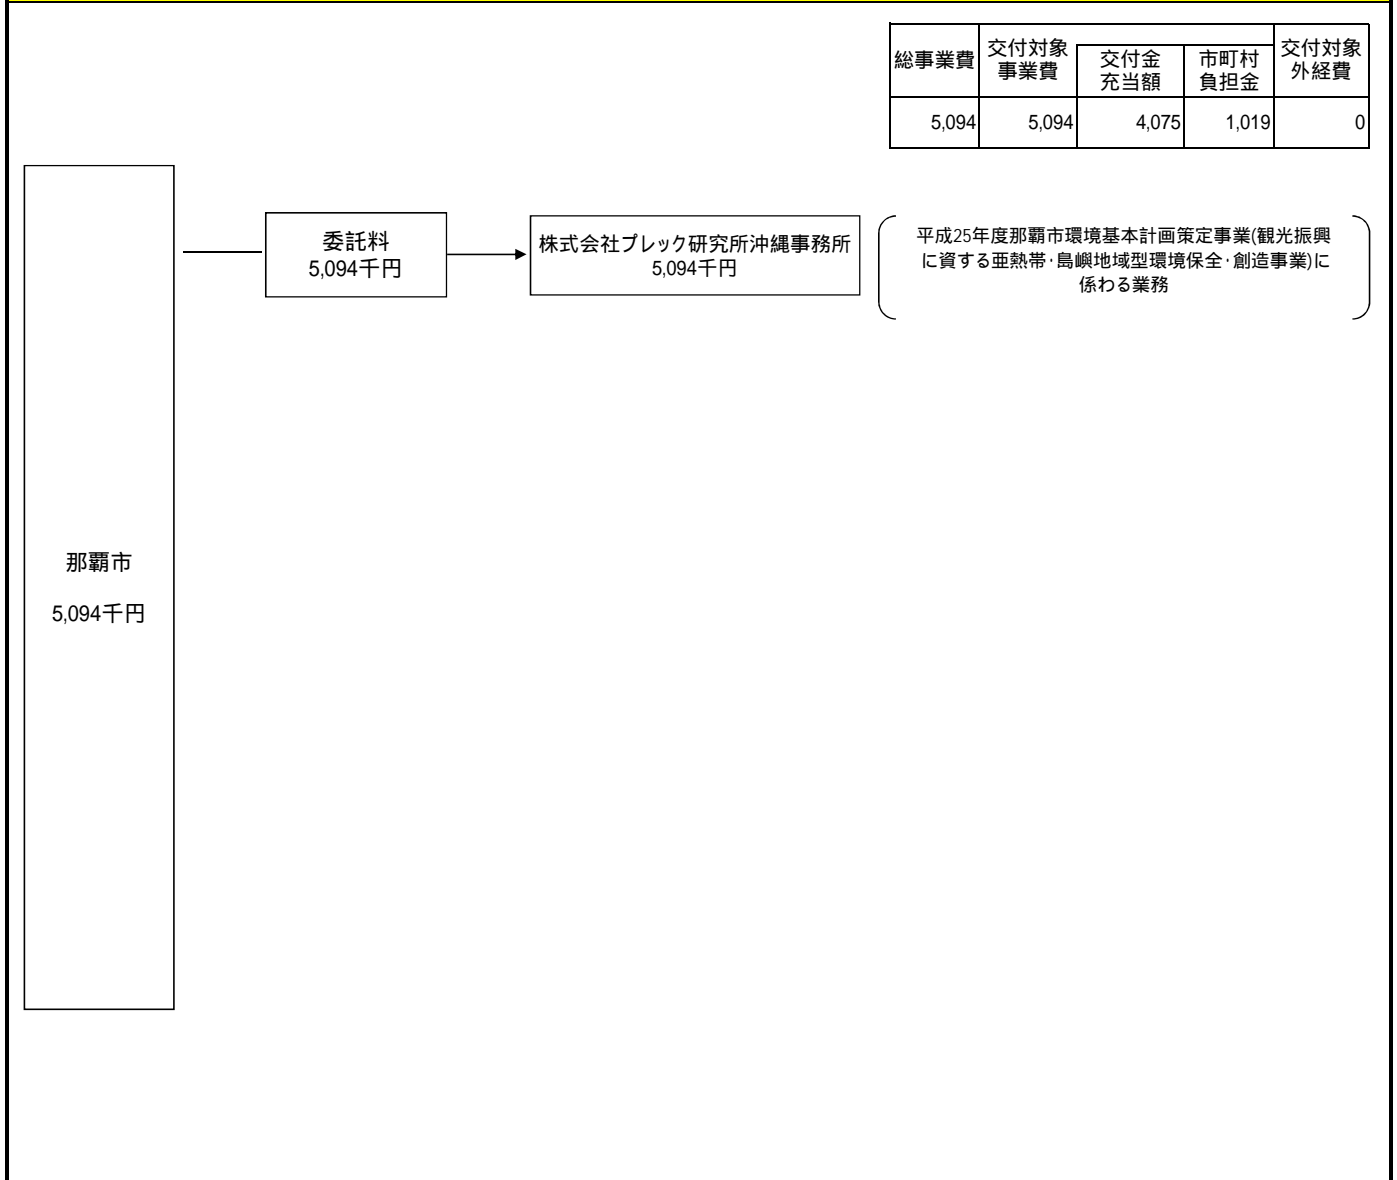 総事業費
交付対象
事業費
交付金
充当額
市町村
負担金
交付対象
外経費
5,094
5,094
4,075
1,019
0
那覇市
5,094千円
委託料
5,094千円
株式会社プレック研究所沖縄事務所
5,094千円
平成25年度那覇市環境基本計画策定事業(観光振興
に資する亜熱帯・島嶼地域型環境保全・創造事業)に
係わる業務